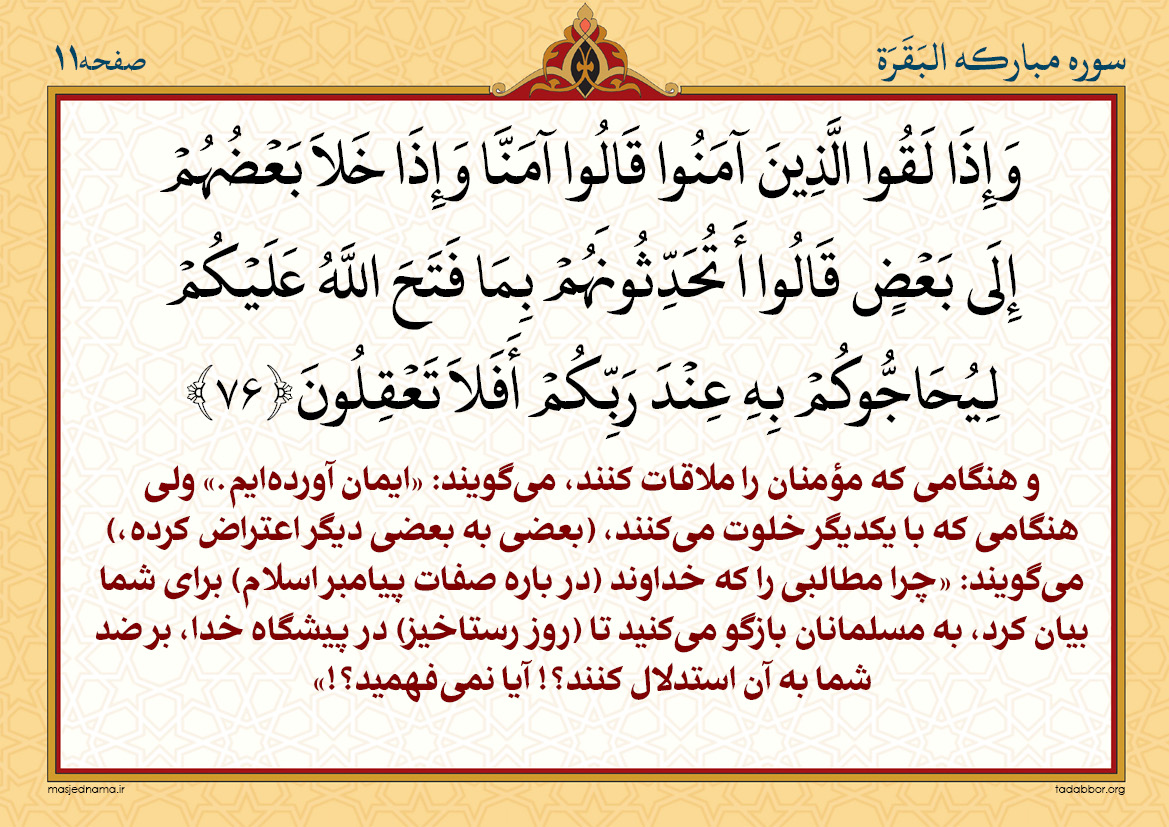 سوره مبارکه البَقَرَة
صفحه۱۱
وَإِذَا لَقُوا الَّذِينَ آمَنُوا قَالُوا آمَنَّا وَإِذَا خَلاَ بَعْضُهُمْ
إِلَى بَعْضٍ قَالُوا أَ تُحَدِّثُونَهُمْ بِمَا فَتَحَ اللَّهُ عَلَيْكُمْ
لِيُحَاجُّوكُمْ بِهِ عِنْدَ رَبِّكُمْ أَفَلاَ تَعْقِلُونَ﴿۷۶﴾
و هنگامی که مؤمنان را ملاقات کنند، می‌گویند: «ایمان آورده‌ایم.» ولی
هنگامی که با یکدیگر خلوت می‌کنند، (بعضی به بعضی دیگر اعتراض کرده،)
می‌گویند: «چرا مطالبی را که خداوند (در باره صفات پیامبر اسلام) برای شما
بیان کرد، به مسلمانان بازگو می‌کنید تا (روز رستاخیز) در پیشگاه خدا، بر ضد
شما به آن استدلال کنند؟! آیا نمی‌فهمید؟!»
masjednama.ir
tadabbor.org